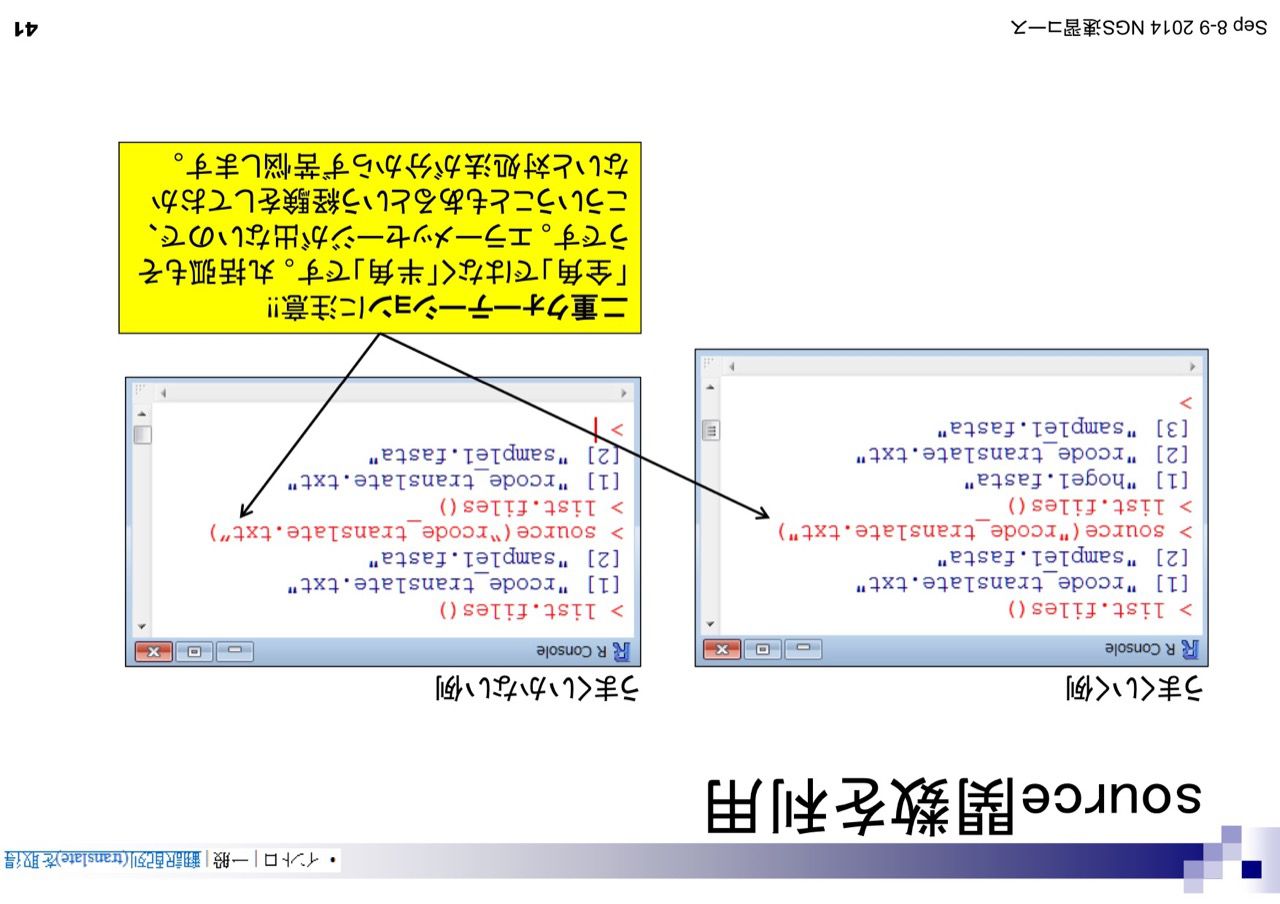 • イントロ | 一般 | 翻訳配列(translate)を取得
source関数を利用
うまくいく例
R Console
> list.files()
[1] "rcode_translate.txt"
[2] "sample1.fasta"
> source("rcode_translate.txt")
> list.files()
[1] "hoge1.fasta"
[2] "rcode_translate.txt"
[3] "sample1.fasta"
>
うまくいかない例
R Console
> list.files()
[1] "rcode_translate.txt"
[2] "sample1.fasta"
> source(“rcode_translate.txt”)
> list.files()
[1] "rcode_translate.txt"
[2] "sample1.fasta"
>
二重クォーテーションに注意!!
「全角」ではなく「半角」です。丸括弧もそ
うです。エラーメッセージが出ないので、
こういうこともあるという経験をしておか
ないと対処法が分からず苦悩します。
Sep 8-9 2014 NGS速習コース
41